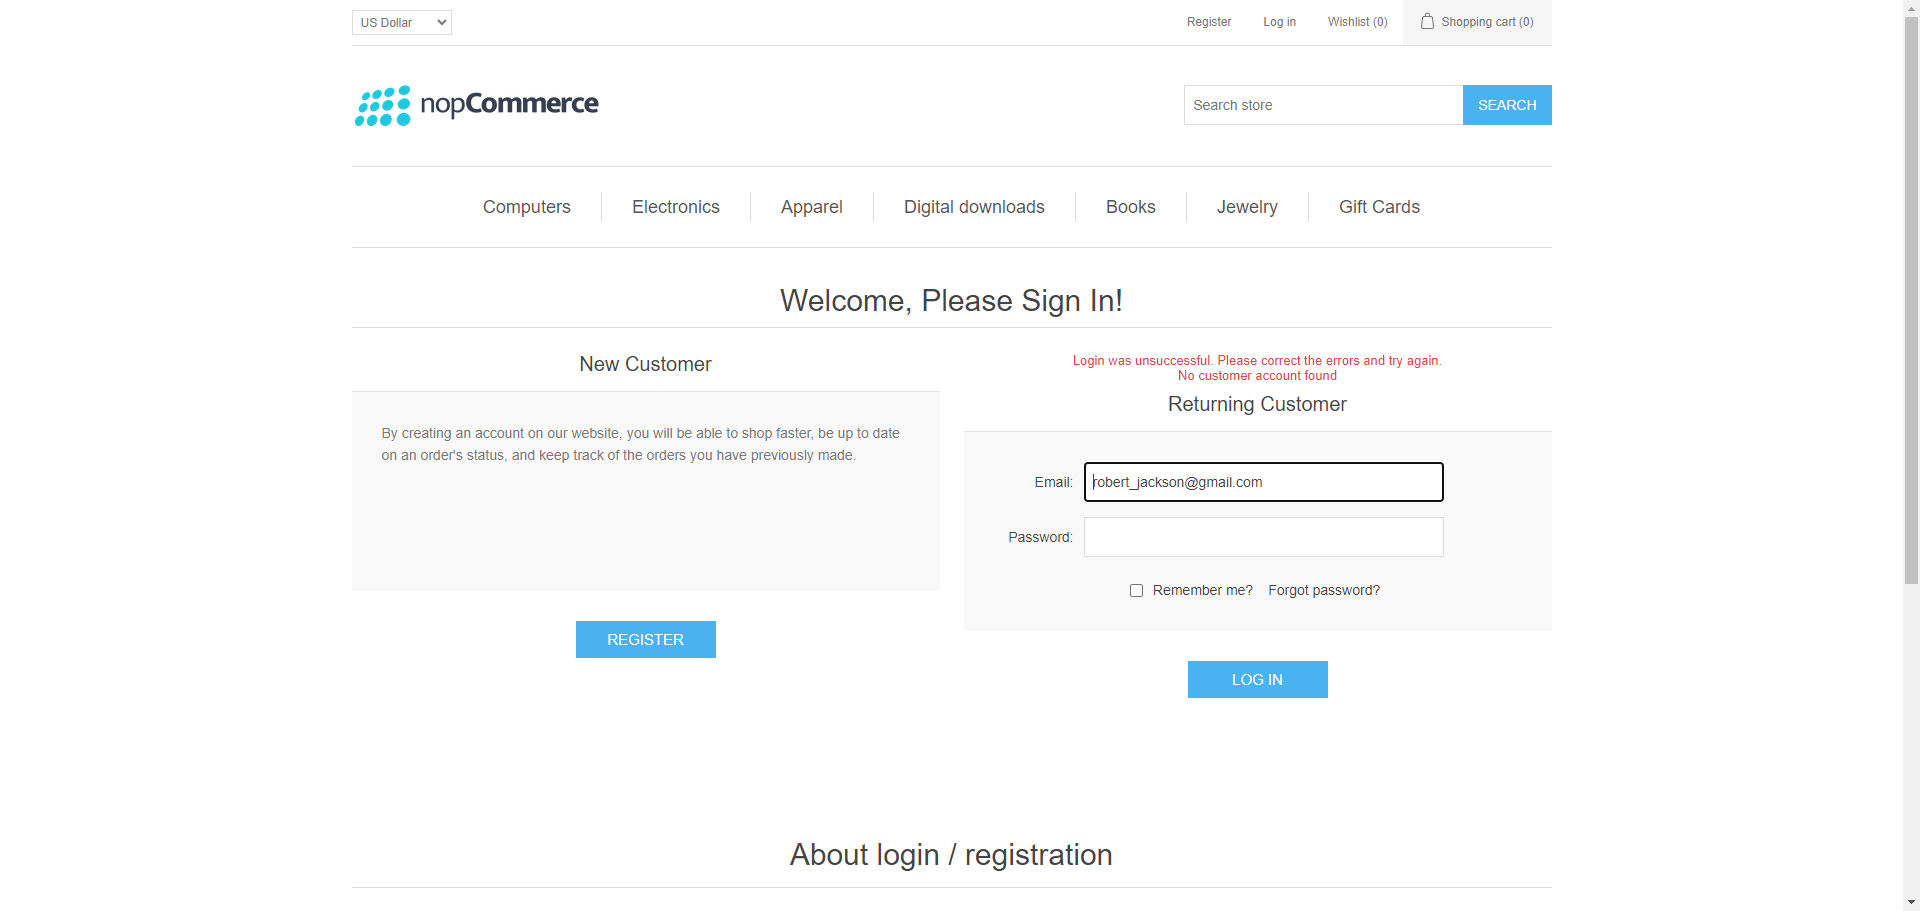 US Dollar
Register
Log in
Wishlist (0)
Shopping cart (0)
nopCommerce
Search store
SEARCH
Computers
Electronics
Apparel
Digital downloads
Books
Jewelry
Gift Cards
Welcome, Please Sign In!
New Customer
By creating an account on our website, you will be able to shop faster, be up to date
on an order's status, and keep track of the orders you have previously made.
REGISTER
Login was unsuccessful. Please correct the errors and try again.
No customer account found
Returning Customer
Email:
robert_jackson@gmail.com
Password:
Remember me?
Forgot password?
LOG IN
About login / registration